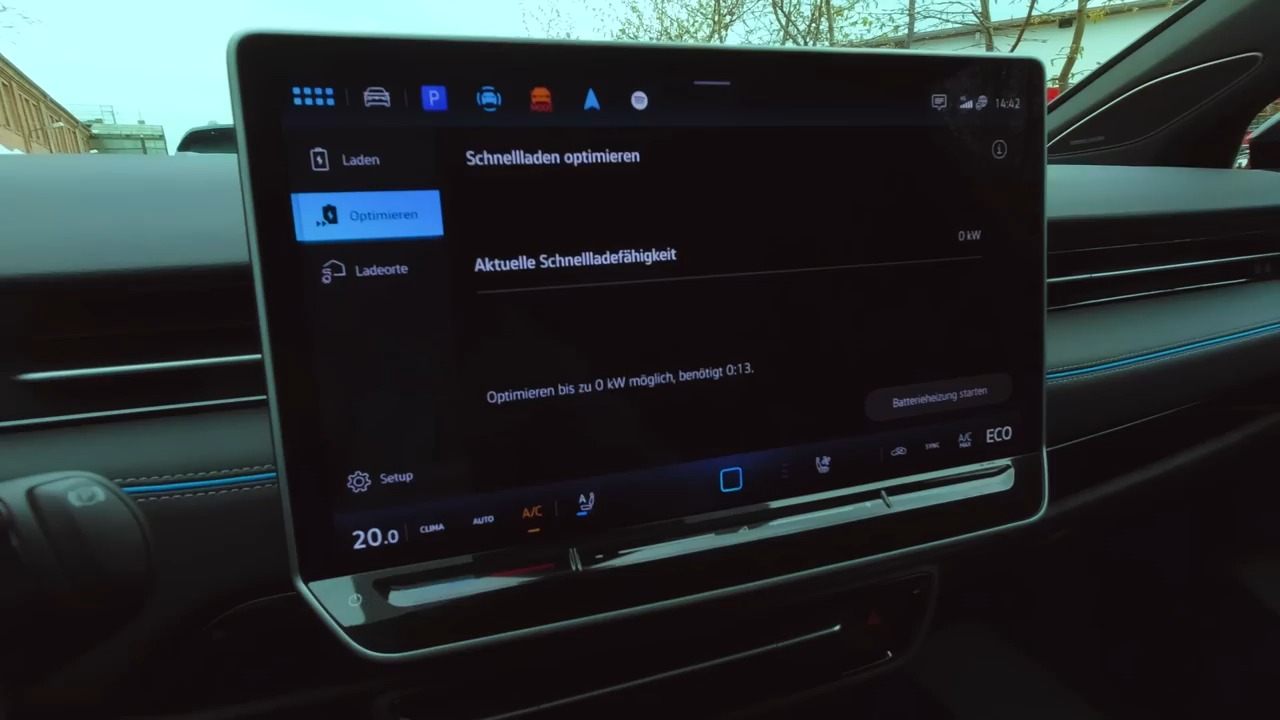 P
14:42
Laden
Schnellladen optimieren
Optimieren
0 kW
Aktuelle Schnellladefähigkeit
Ladeorte
Optimieren bis zu 0 kW möglich, benötigt 0:13.
Batterieheizung starten
Setup
20.0 CLIMA AUTO A/C A SYNC A/C MAX ECO